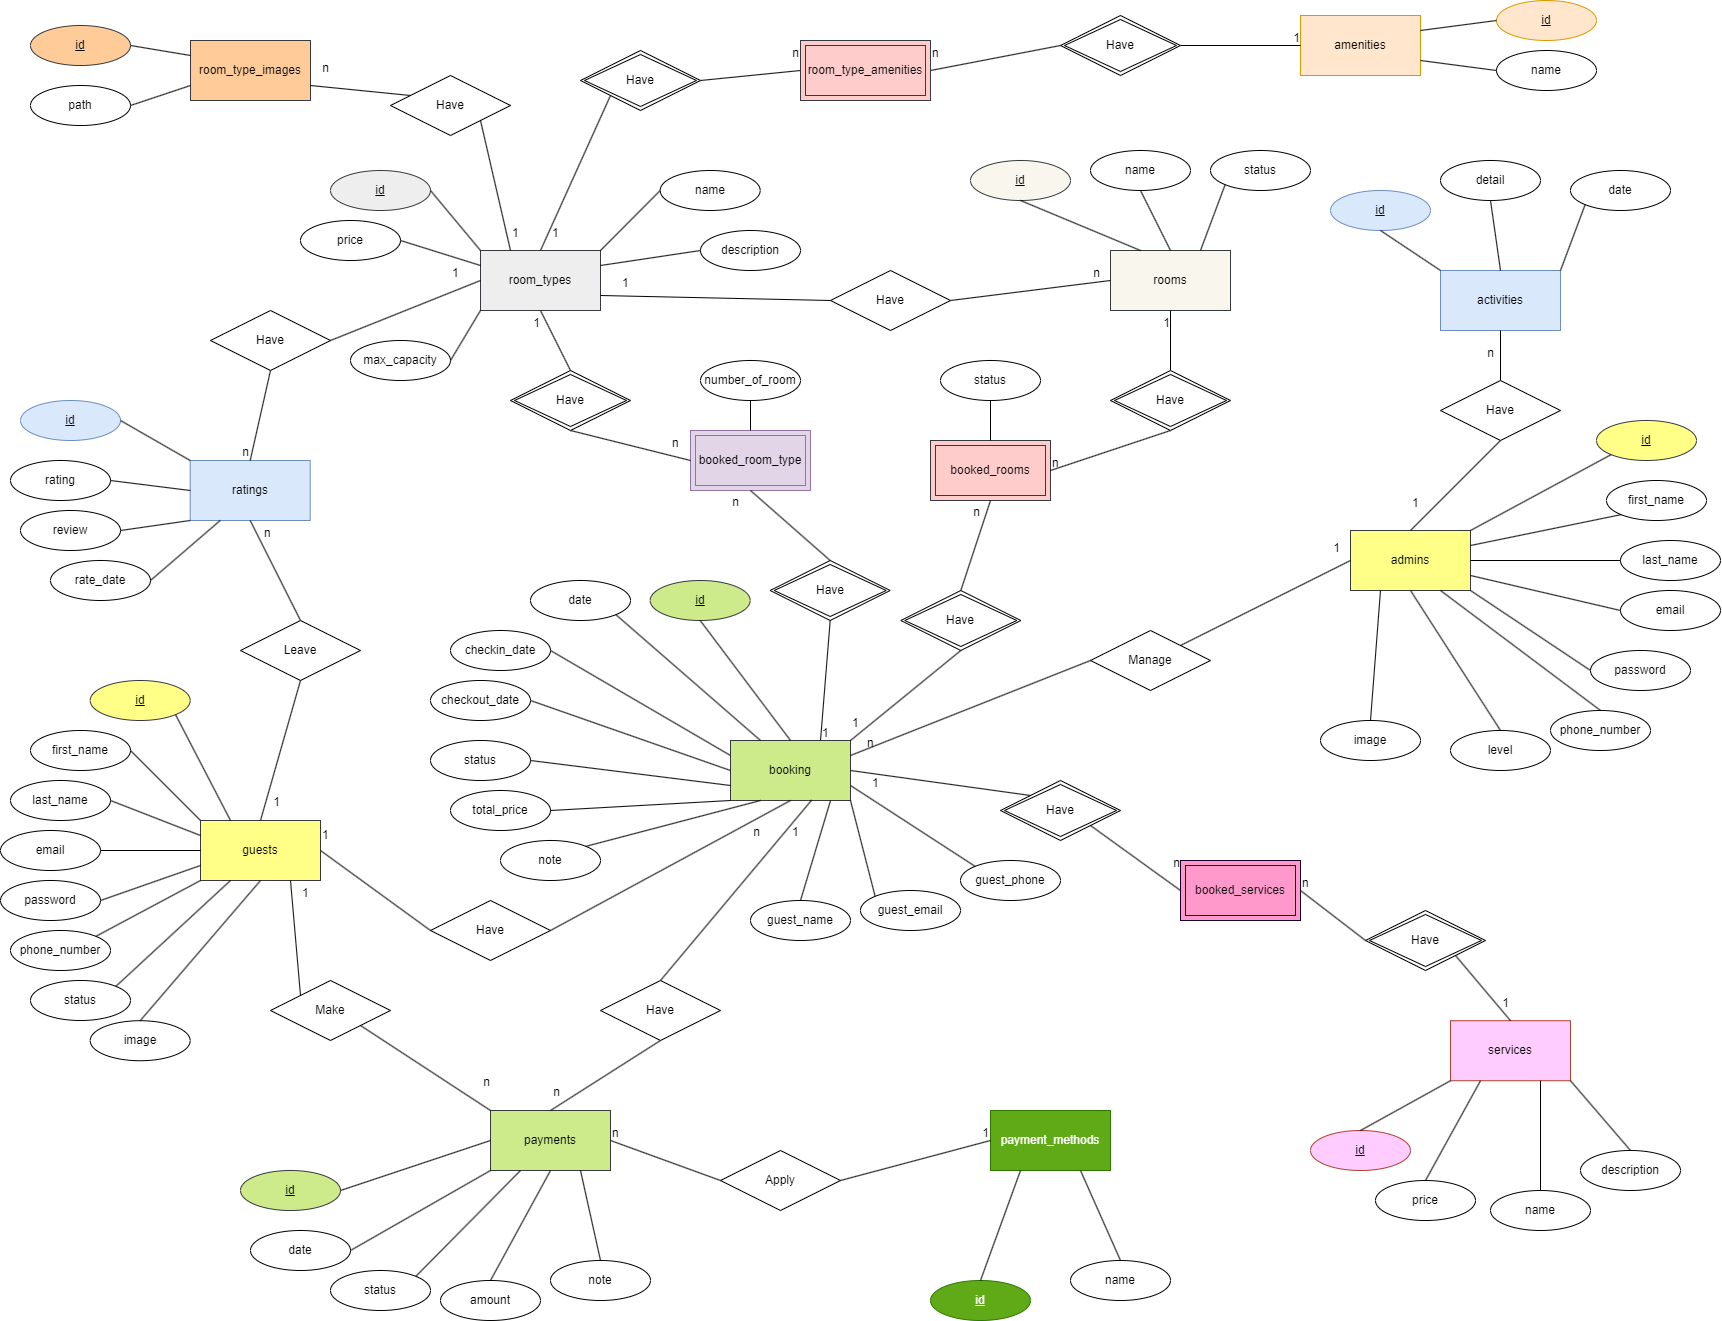 id
room_type_images
path
n
Have
Have
n
room_type_amenities
n
Have
1
amenities
id
name
id
name
price
description
1
1
1
room_types
1
max_capacity
1
Have
n
id
name
status
rooms
1
id
detail
date
activities
n
Have
Have
n
id
rating
review
rate_date
ratings
n
Have
n
number_of_room
booked_room_type
n
status
booked_rooms
n
n
Have
Have
1
id
first_name
last_name
email
password
phone_number
level
image
admins
1
Leave
Have
Have
Manage
date
id
checkin_date
checkout_date
status
total_price
note
booking
1
1
n
1
n
1
guest_name
guest_email
guest_phone
Have
n
booked_services
n
Have
1
services
id
price
name
description
id
first_name
last_name
email
password
phone_number
status
image
guests
1
1
1
Have
Make
Have
n
n
payments
n
id
date
status
amount
note
Apply
1
payment_methods
id
name